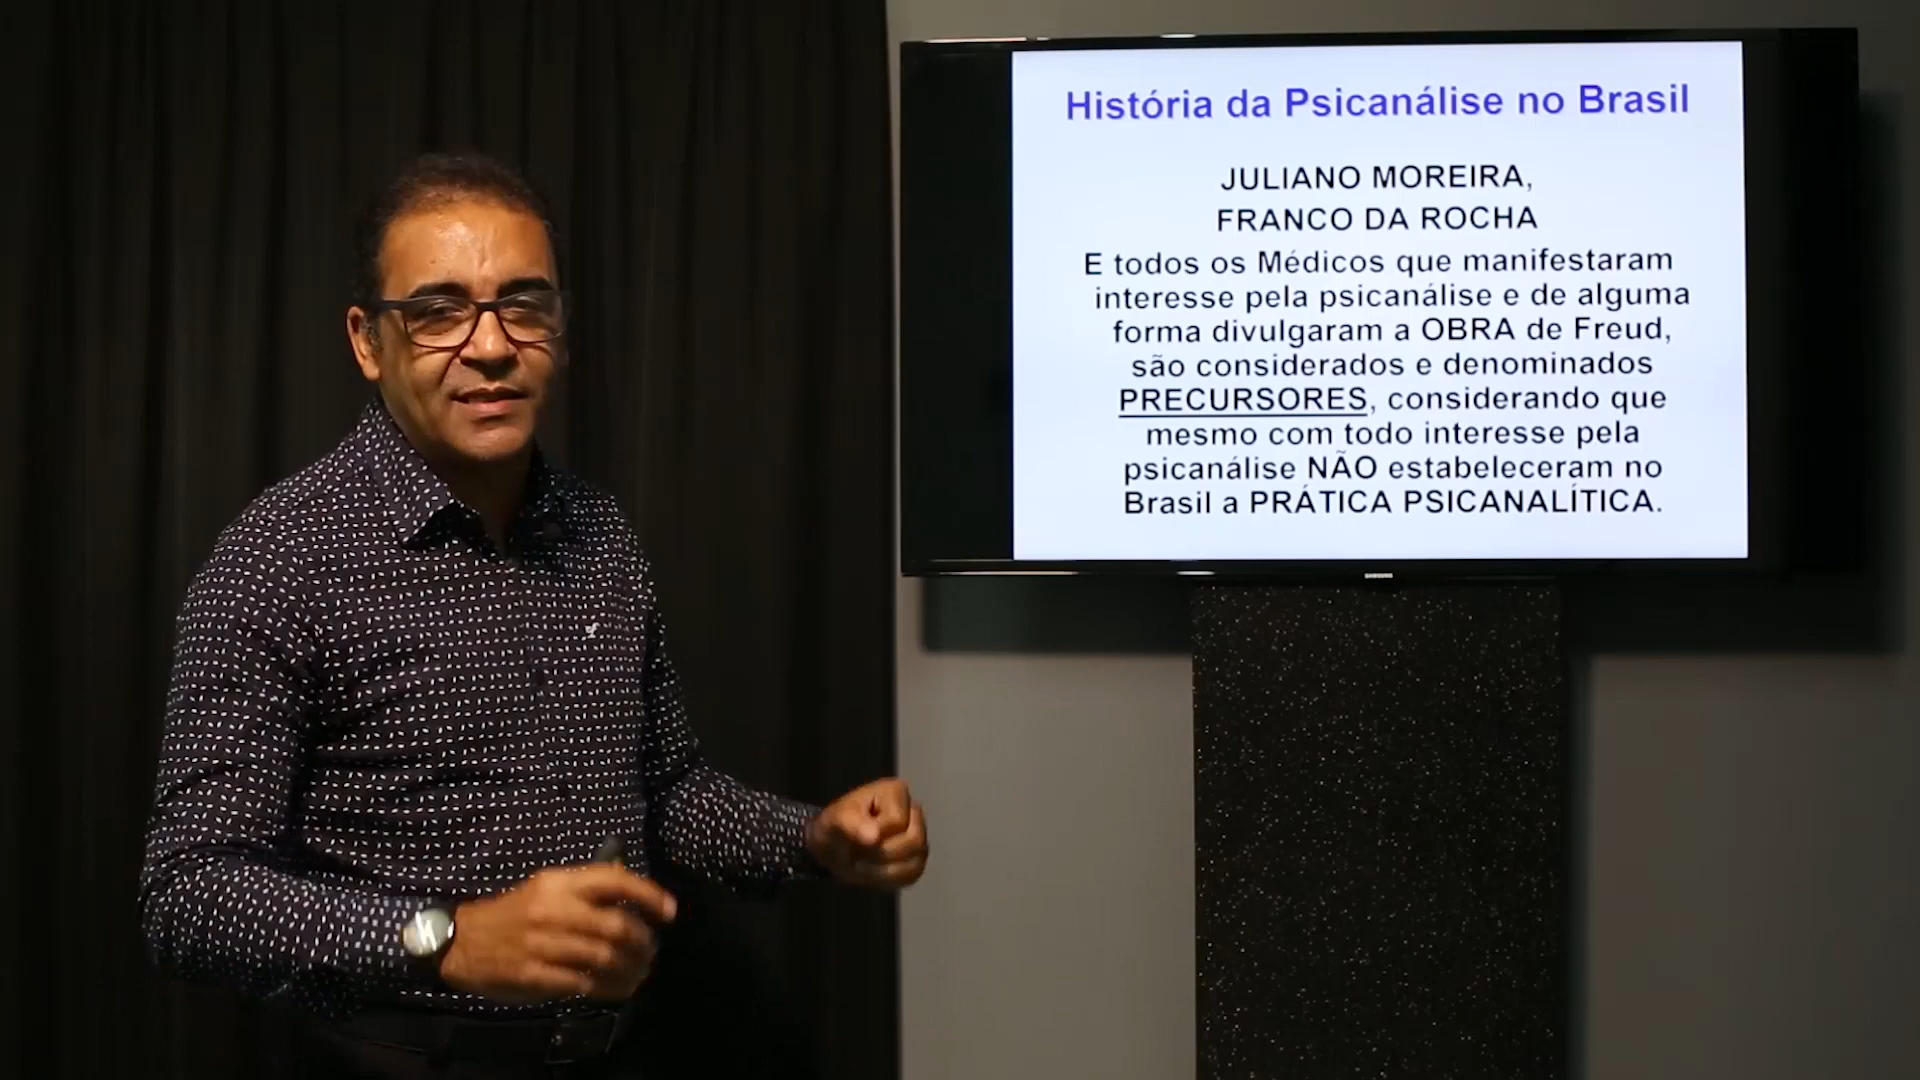 História da Psicanálise no Brasil
JULIANO MOREIRA,
FRANCO DA ROCHA
E todos os Médicos que manifestaram
interesse pela psicanálise e de alguma
forma divulgaram a OBRA de Freud,
são considerados e denominados
PRECURSORES, considerando que
mesmo com todo interesse pela
psicanálise NÃO estabeleceram no
Brasil a PRÁTICA PSICANALÍTICA.
SAMSUNG